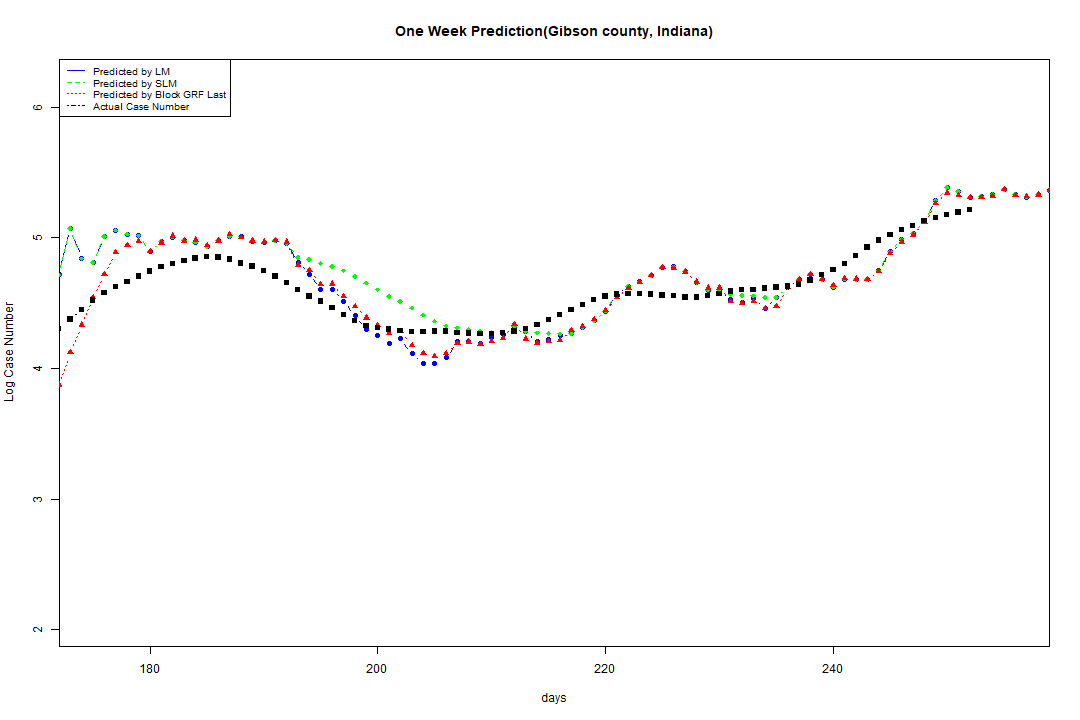 One Week Prediction(Gibson county, Indiana)
Predicted by LM
Predicted by SLM
Predicted by Block GRF Last
Actual Case Number
6
5
4
3
2
Log Case Number
180 200 220 240
days